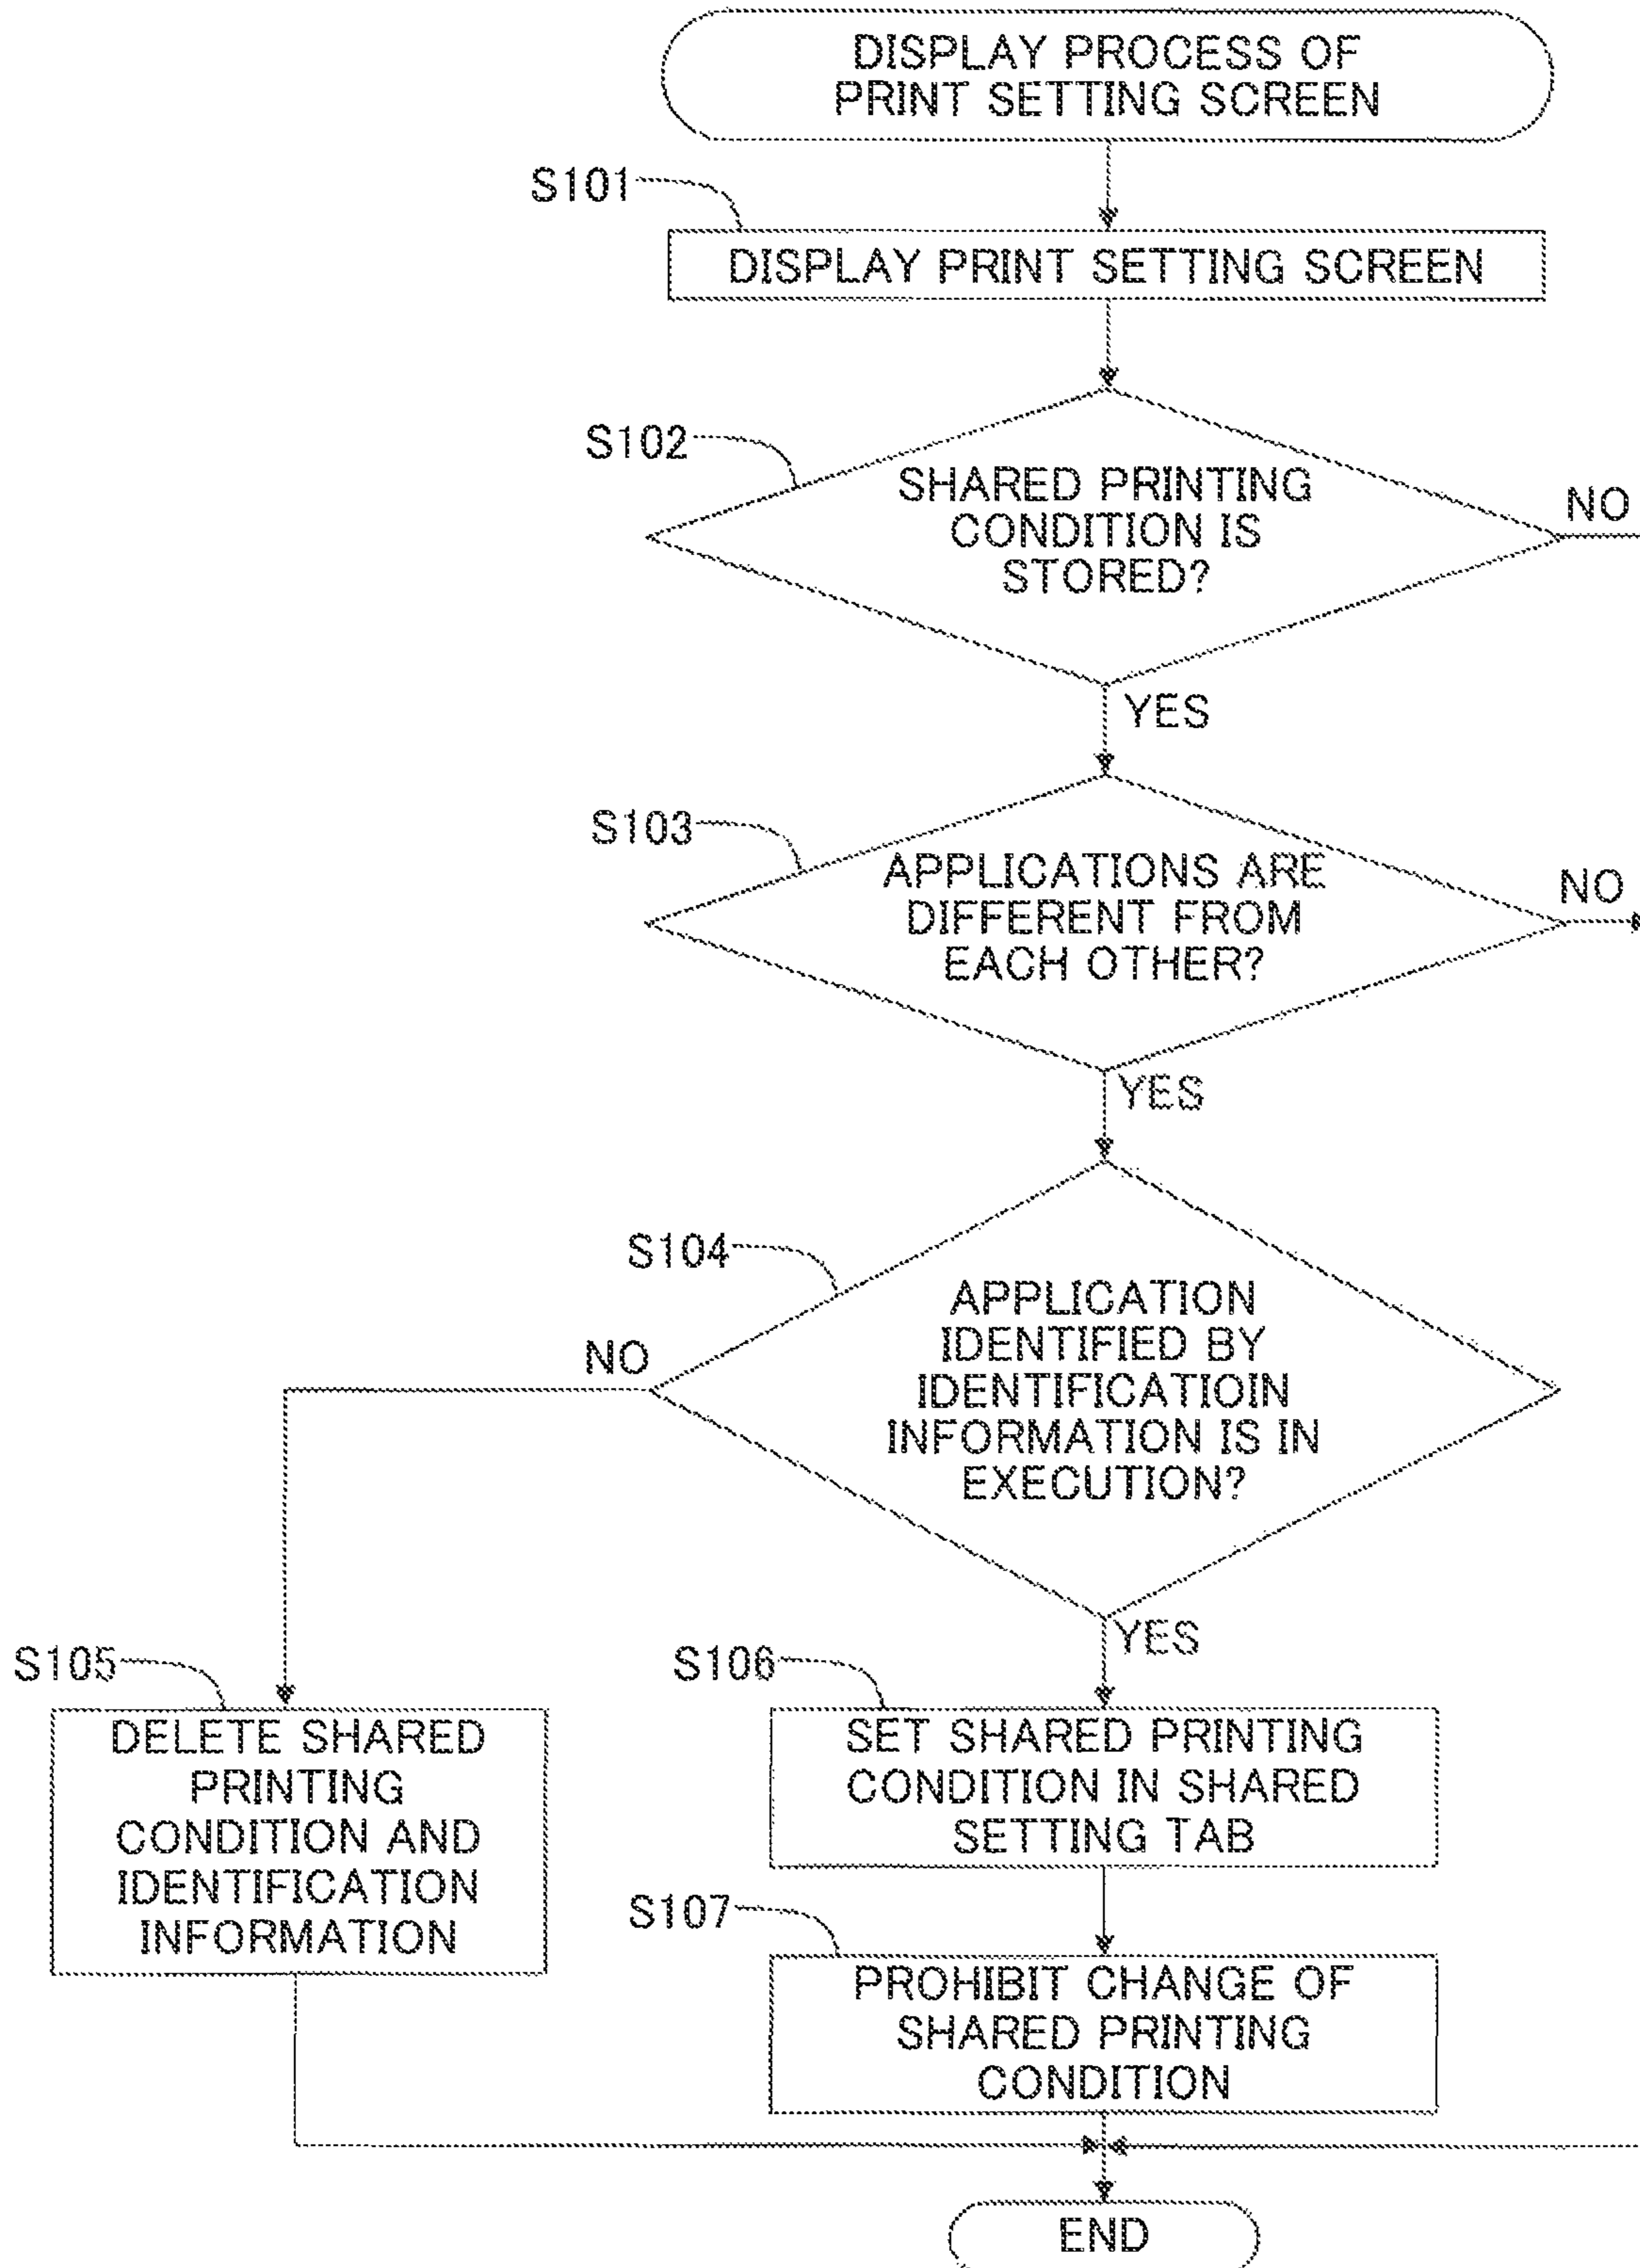 DISPLAY PROCESS OF
PRINT SETTING SCREEN
S101
DISPLAY PRINT SETTING SCREEN
S102
SHARED PRINTING
CONDITION IS
STORED?
NO
YES
S103
APPLICATIONS ARE
DIFFERENT FROM
EACH OTHER?
NO
YES
S104
APPLICATION
IDENTIFIED BY
IDENTIFICATIOIN
INFORMATION IS IN
EXECUTION?
NO
YES
S105
DELETE SHARED
PRINTING
CONDITION AND
IDENTIFICATION
INFORMATION
S106
SET SHARED PRINTING
CONDITION IN SHARED
SETTING TAB
S107
PROHIBIT CHANGE OF
SHARED PRINTING
CONDITION
END